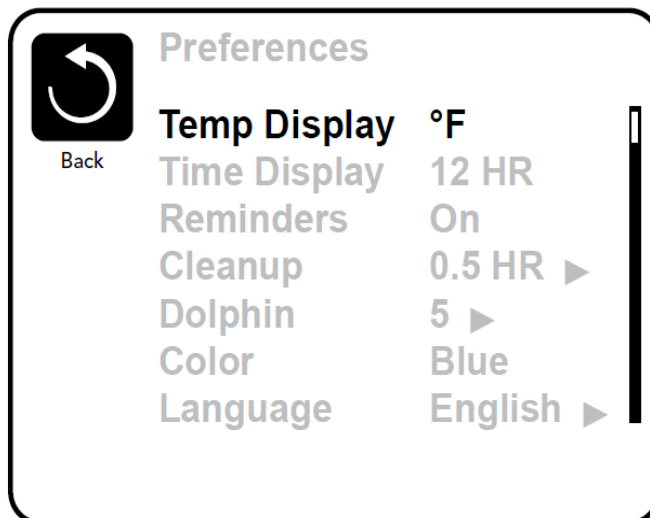 Preferences
Back
Temp Display °F
Time Display 12 HR
Reminders On
Cleanup 0.5 HR ▶
Dolphin 5 ▶
Color Blue
Language English ▶